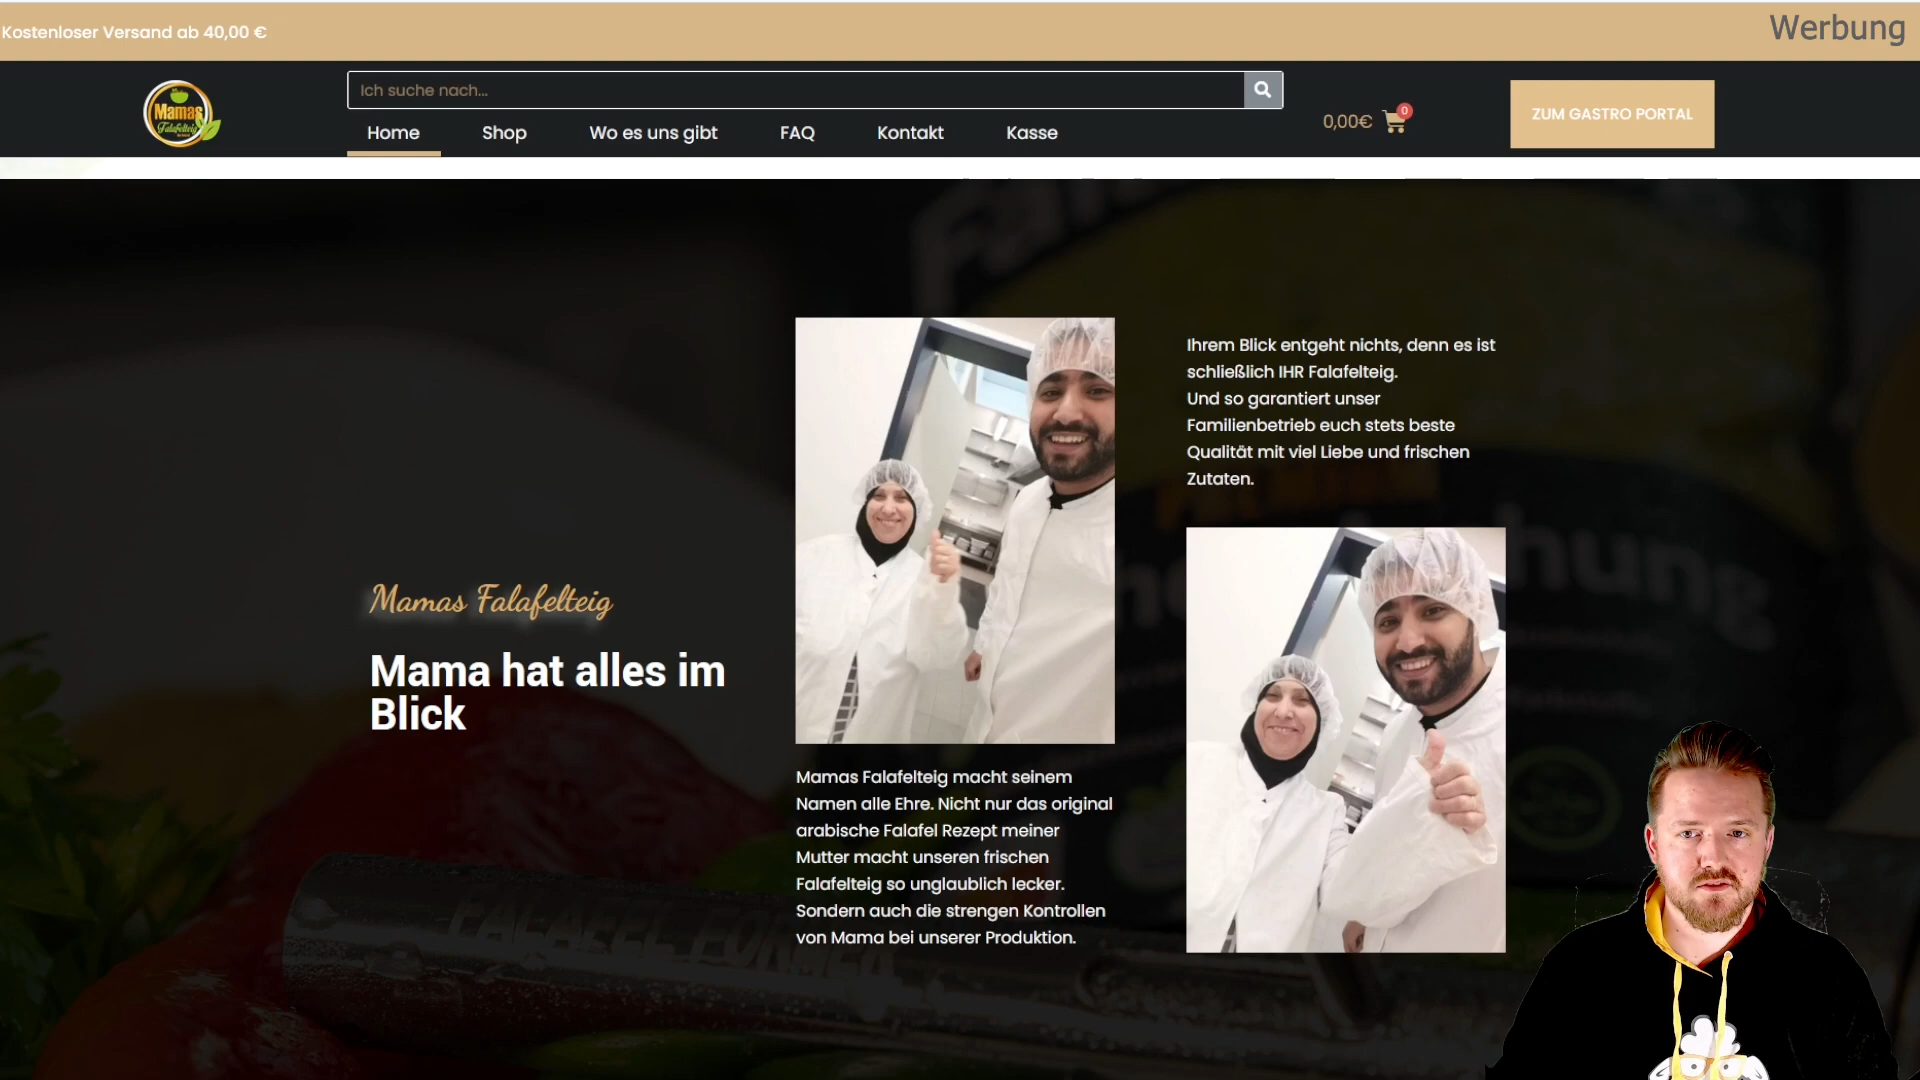 Kostenloser Versand ab 40,00 €
Werbung
Mamas
Falafelteig
Ich suche nach...
Home
Shop
Wo es uns gibt
FAQ
Kontakt
Kasse
0,00€
0
ZUM GASTRO PORTAL
Mamas Falafelteig
Mama hat alles im
Blick
Mamas Falafelteig macht seinem
Namen alle Ehre. Nicht nur das original
arabische Falafel Rezept meiner
Mutter macht unseren frischen
Falafelteig so unglaublich lecker.
Sondern auch die strengen Kontrollen
von Mama bei unserer Produktion.
Ihrem Blick entgeht nichts, denn es ist
schließlich IHR Falafelteig.
Und so garantiert unser
Familienbetrieb euch stets beste
Qualität mit viel Liebe und frischen
Zutaten.
FALAFEL FORMER